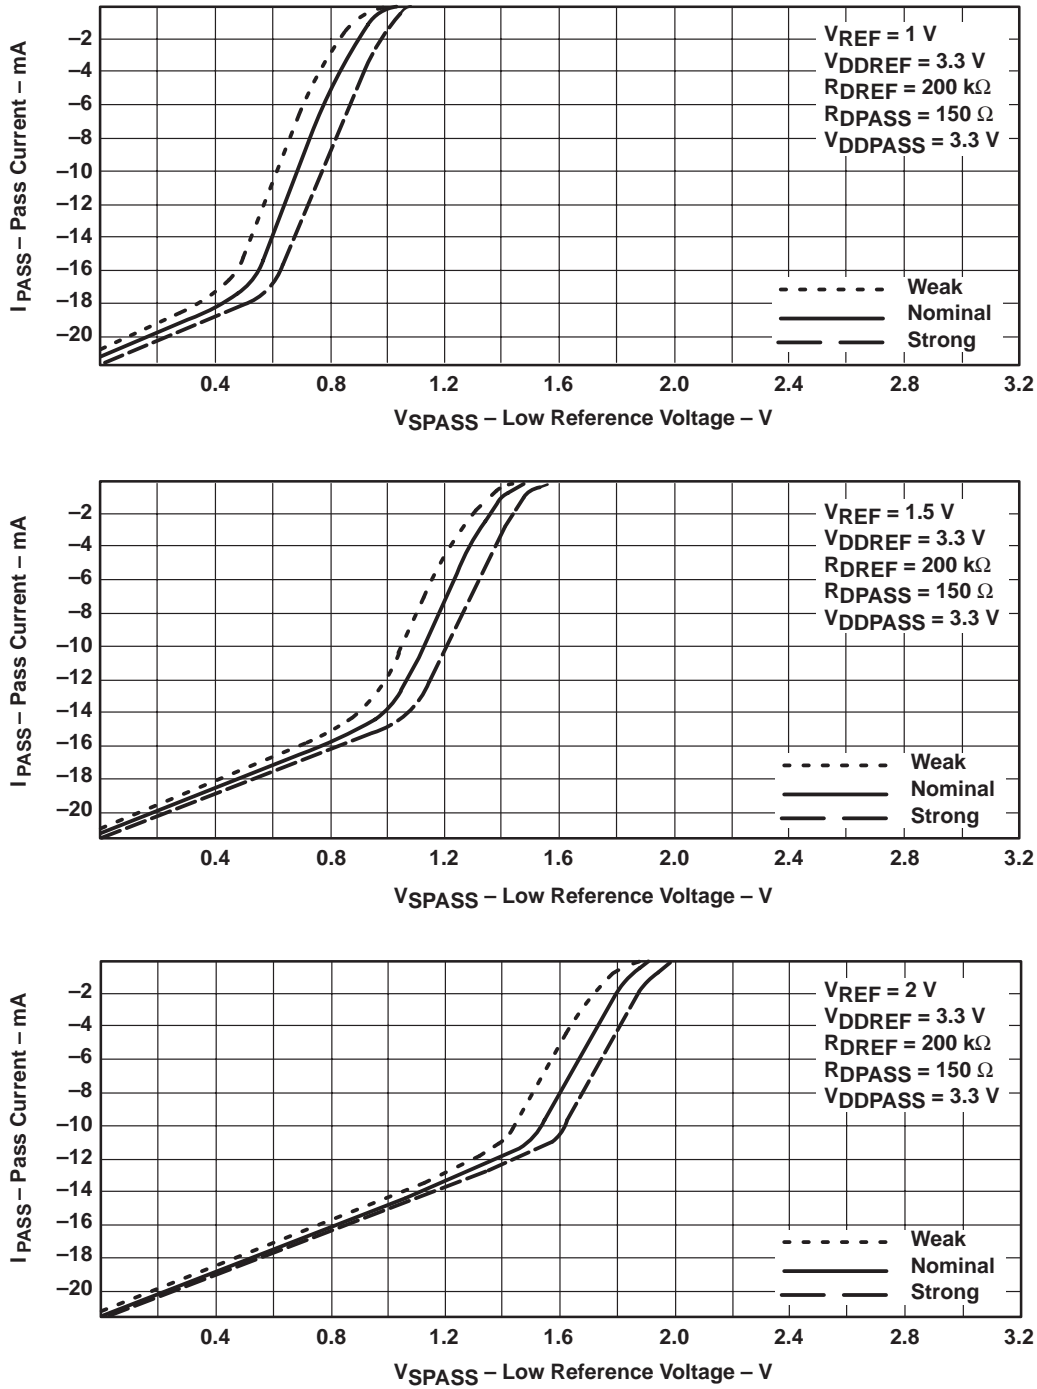 I PASS – Pass Current – mA
–2
–4
–6
–8
–10
–12
–14
–16
–18
–20
VREF = 1 V
VDDREF = 3.3 V
RDREF = 200 kΩ
RDPASS = 150 Ω
VDDPASS = 3.3 V
Weak
Nominal
Strong
0.4 0.8 1.2 1.6 2.0 2.4 2.8 3.2
VSPASS – Low Reference Voltage – V
I PASS – Pass Current – mA
–2
–4
–6
–8
–10
–12
–14
–16
–18
–20
VREF = 1.5 V
VDDREF = 3.3 V
RDREF = 200 kΩ
RDPASS = 150 Ω
VDDPASS = 3.3 V
Weak
Nominal
Strong
0.4 0.8 1.2 1.6 2.0 2.4 2.8 3.2
VSPASS – Low Reference Voltage – V
I PASS – Pass Current – mA
–2
–4
–6
–8
–10
–12
–14
–16
–18
–20
VREF = 2 V
VDDREF = 3.3 V
RDREF = 200 kΩ
RDPASS = 150 Ω
VDDPASS = 3.3 V
Weak
Nominal
Strong
0.4 0.8 1.2 1.6 2.0 2.4 2.8 3.2
VSPASS – Low Reference Voltage – V